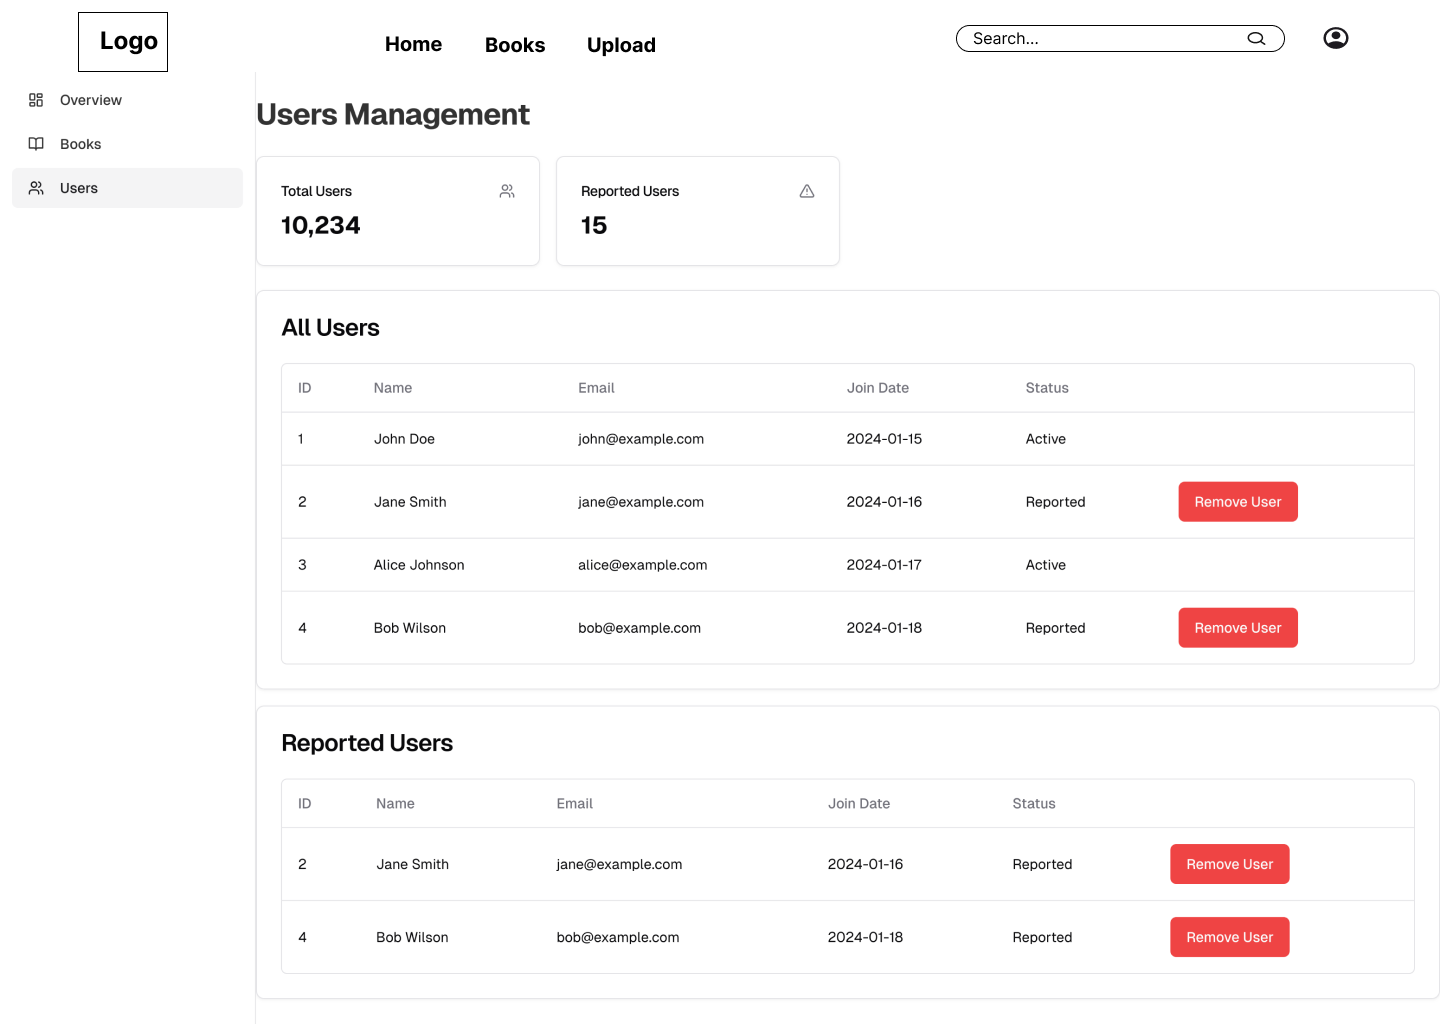 Logo
Home Books Upload
Search...
Overview
Books
Users
Users Management
Total Users
10,234
Reported Users
15
All Users
ID Name Email Join Date Status
1 John Doe john@example.com 2024-01-15 Active
2 Jane Smith jane@example.com 2024-01-16 Reported Remove User
3 Alice Johnson alice@example.com 2024-01-17 Active
4 Bob Wilson bob@example.com 2024-01-18 Reported Remove User
Reported Users
ID Name Email Join Date Status
2 Jane Smith jane@example.com 2024-01-16 Reported Remove User
4 Bob Wilson bob@example.com 2024-01-18 Reported Remove User